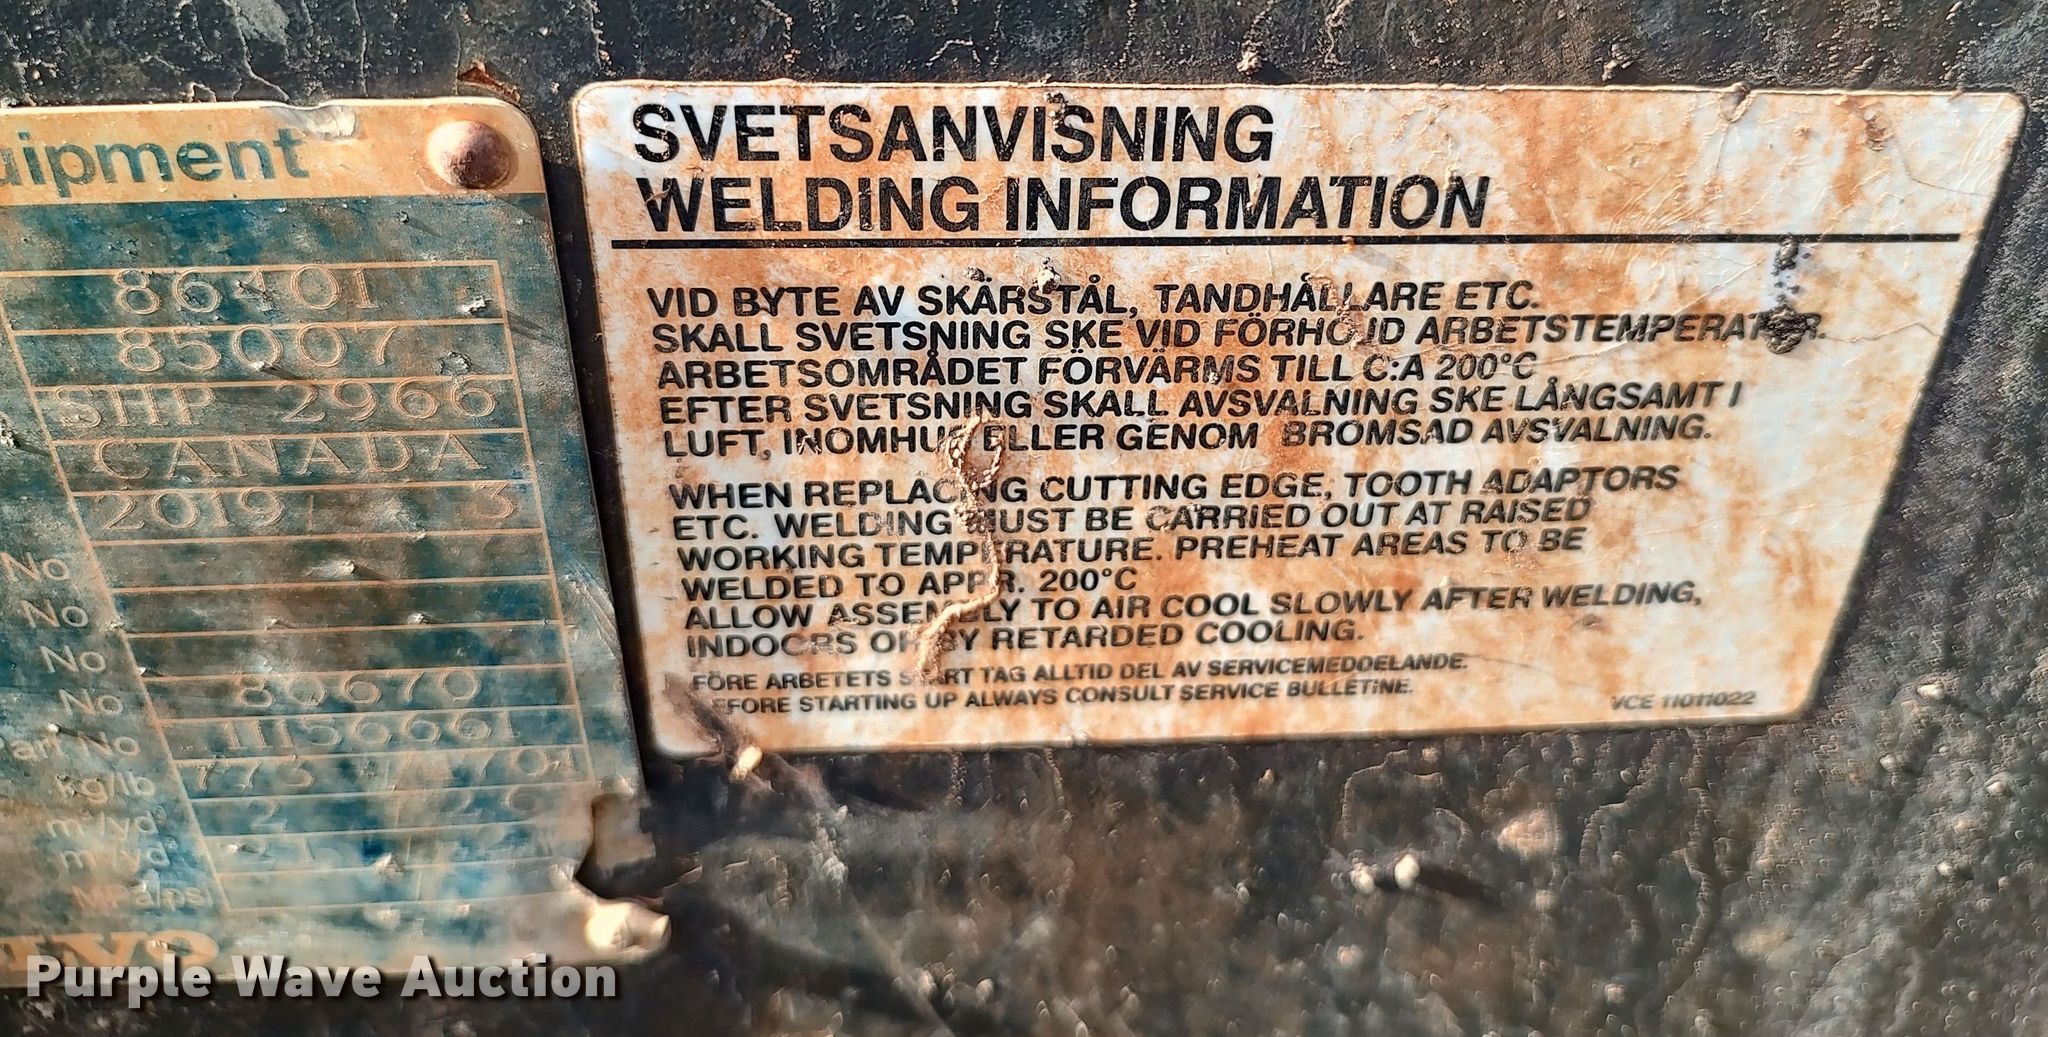 uipment
86401
85007
SHP 2966
CANADA
2019 / 3
No
No
No
No 80670
Part No 11156661
kg/lb 773
m³/yd³ 2
m³/yd³
MPa/psi
SVETSANVISNING
WELDING INFORMATION
VID BYTE AV SKÄRSTÅL, TANDHÅLLARE ETC.
SKALL SVETSNING SKE VID FÖRHÖJD ARBETSTEMPERATUR.
ARBETSOMRÅDET FÖRVÄRMS TILL C:A 200°C
EFTER SVETSNING SKALL AVSVALNING SKE LÅNGSAMT I
LUFT, INOMHUS ELLER GENOM BROMSAD AVSVALNING.
WHEN REPLACING CUTTING EDGE, TOOTH ADAPTORS
ETC. WELDING MUST BE CARRIED OUT AT RAISED
WORKING TEMPERATURE. PREHEAT AREAS TO BE
WELDED TO APPR. 200°C
ALLOW ASSEMBLY TO AIR COOL SLOWLY AFTER WELDING,
INDOORS OR BY RETARDED COOLING.
FÖRE ARBETETS START TAG ALLTID DEL AV SERVICEMEDDELANDE.
BEFORE STARTING UP ALWAYS CONSULT SERVICE BULLETINE.
VCE 11011022
Purple Wave Auction